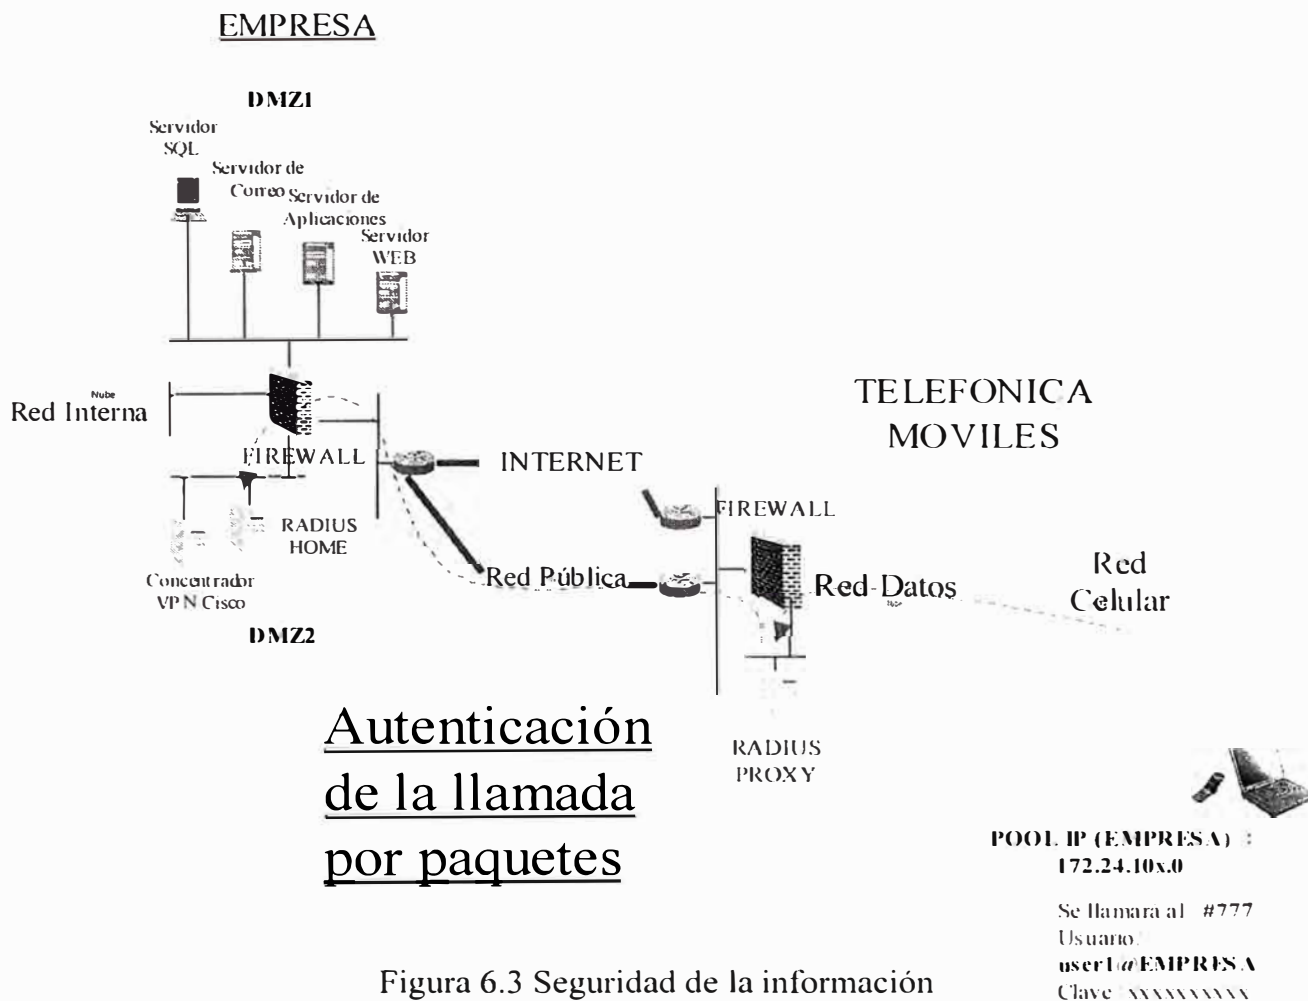 EMPRESA
DMZ1
Servidor
SQL
Servidor de
Correo
Servidor de
Aplicaciones
Servidor
WEB
Nube
Red Interna
FIREWALL
RADIUS
HOME
Concentrador
VPN Cisco
DMZ2
INTERNET
Red Pública
TELEFONICA
MOVILES
FIREWALL
Red Datos
Red
Celular
RADIUS
PROXY
Autenticación
de la llamada
por paquetes
POOL IP (EMPRESA) :
172.24.10x.0
Se llamará al #777
Usuario:
user1@EMPRESA
Clave: xxxxxxxxxx
Figura 6.3 Seguridad de la información